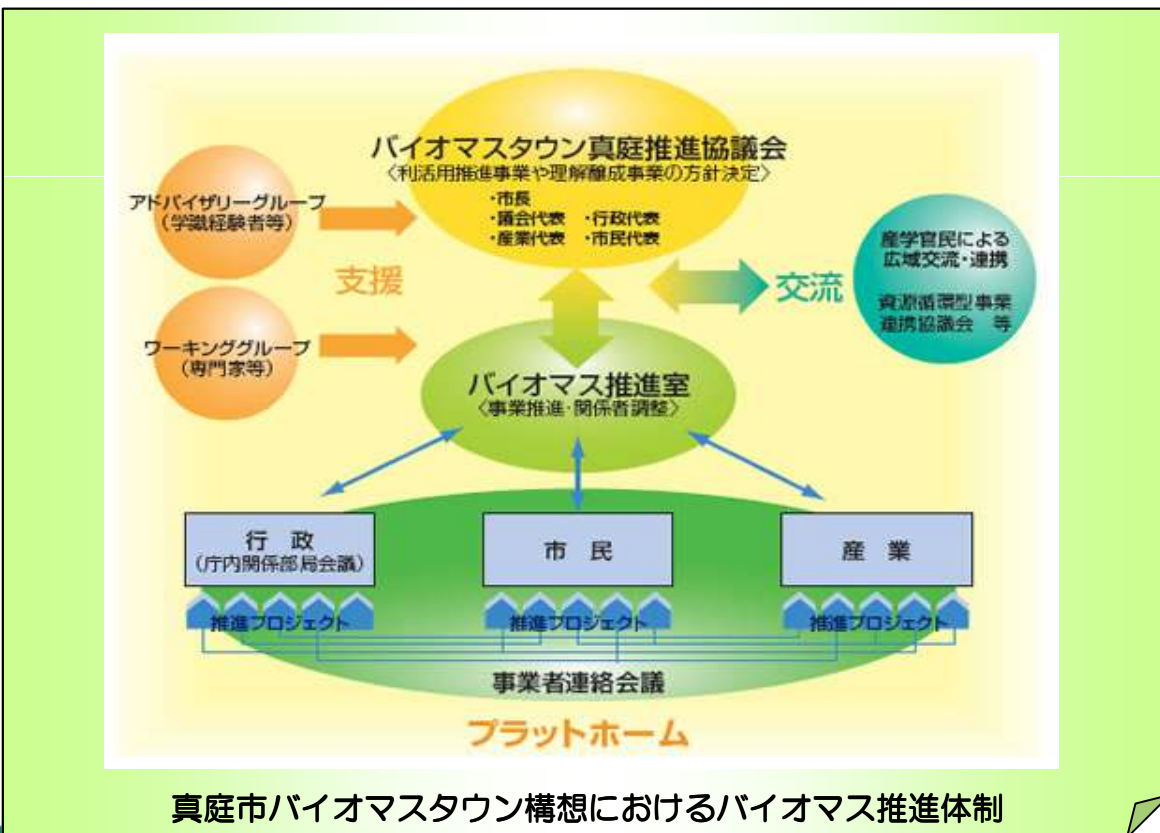 バイオマスタウン真庭推進協議会
〈利活用推進事業や理解醸成事業の方針決定〉
・市長
・議会代表 ・行政代表
・産業代表 ・市民代表
アドバイザリーグループ
(学識経験者等)
支援
ワーキンググループ
(専門家等)
交流
産学官民による
広域交流・連携
資源循環型事業
連携協議会 等
バイオマス推進室
〈事業推進・関係者調整〉
行 政
(庁内関係部局会議)
市 民
産 業
推進プロジェクト
推進プロジェクト
推進プロジェクト
事業者連絡会議
プラットホーム
真庭市バイオマスタウン構想におけるバイオマス推進体制